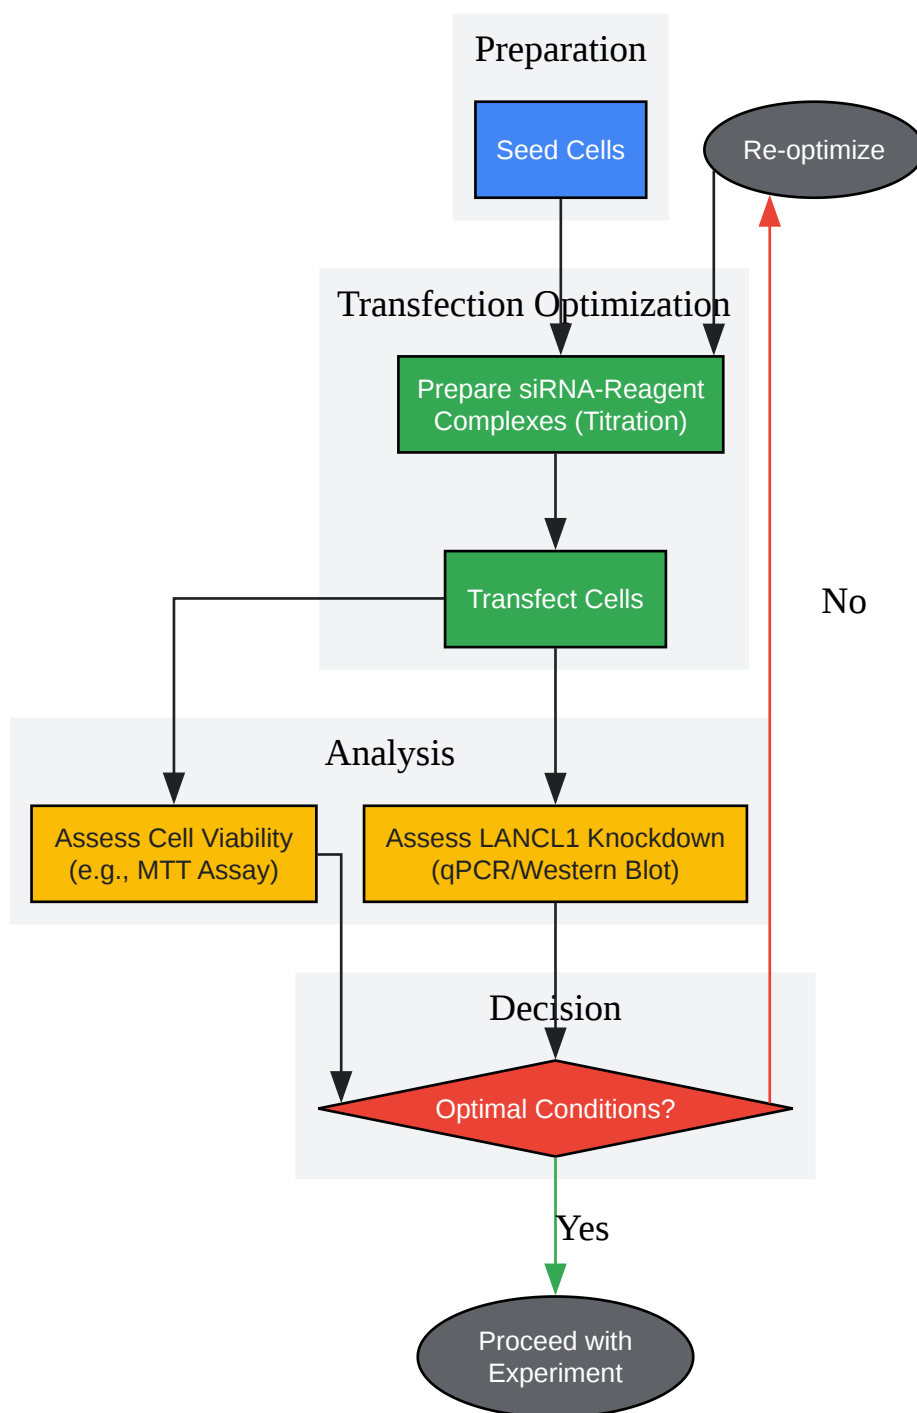 Preparation
Seed Cells
Re-optimize
Transfection Optimization
Prepare siRNA-Reagent
Complexes (Titration)
Transfect Cells
No
Analysis
Assess Cell Viability
(e.g., MTT Assay)
Assess LANCL1 Knockdown
(qPCR/Western Blot)
Decision
Optimal Conditions?
Yes
Proceed with
Experiment